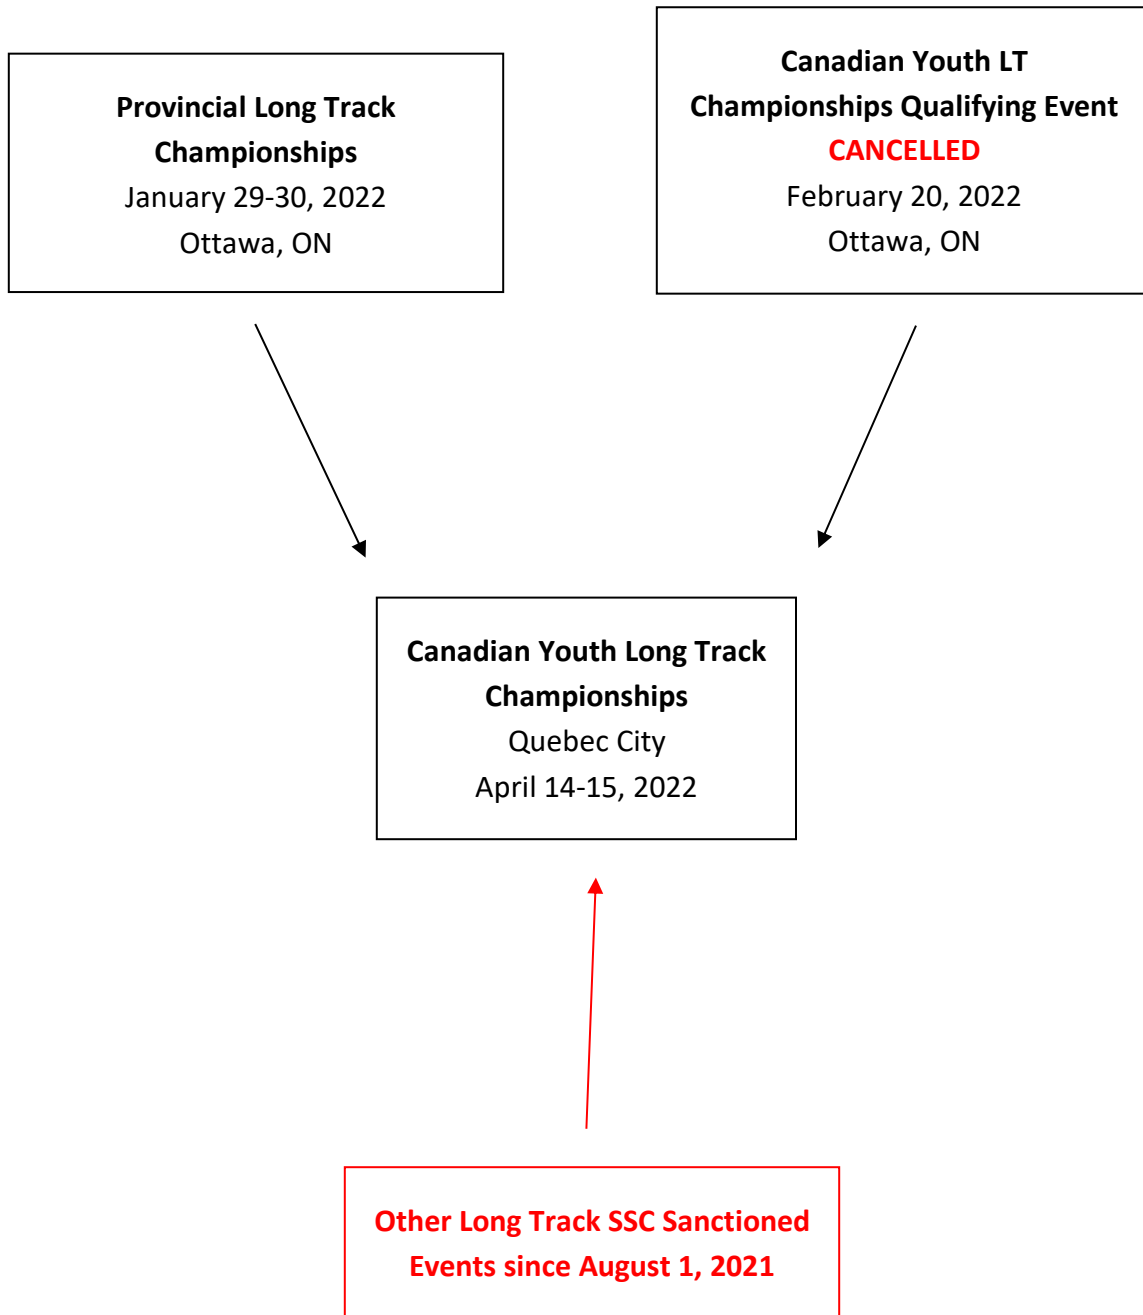 Provincial Long Track
Championships
January 29-30, 2022
Ottawa, ON
Canadian Youth LT
Championships Qualifying Event
CANCELLED
February 20, 2022
Ottawa, ON
Canadian Youth Long Track
Championships
Quebec City
April 14-15, 2022
Other Long Track SSC Sanctioned
Events since August 1, 2021